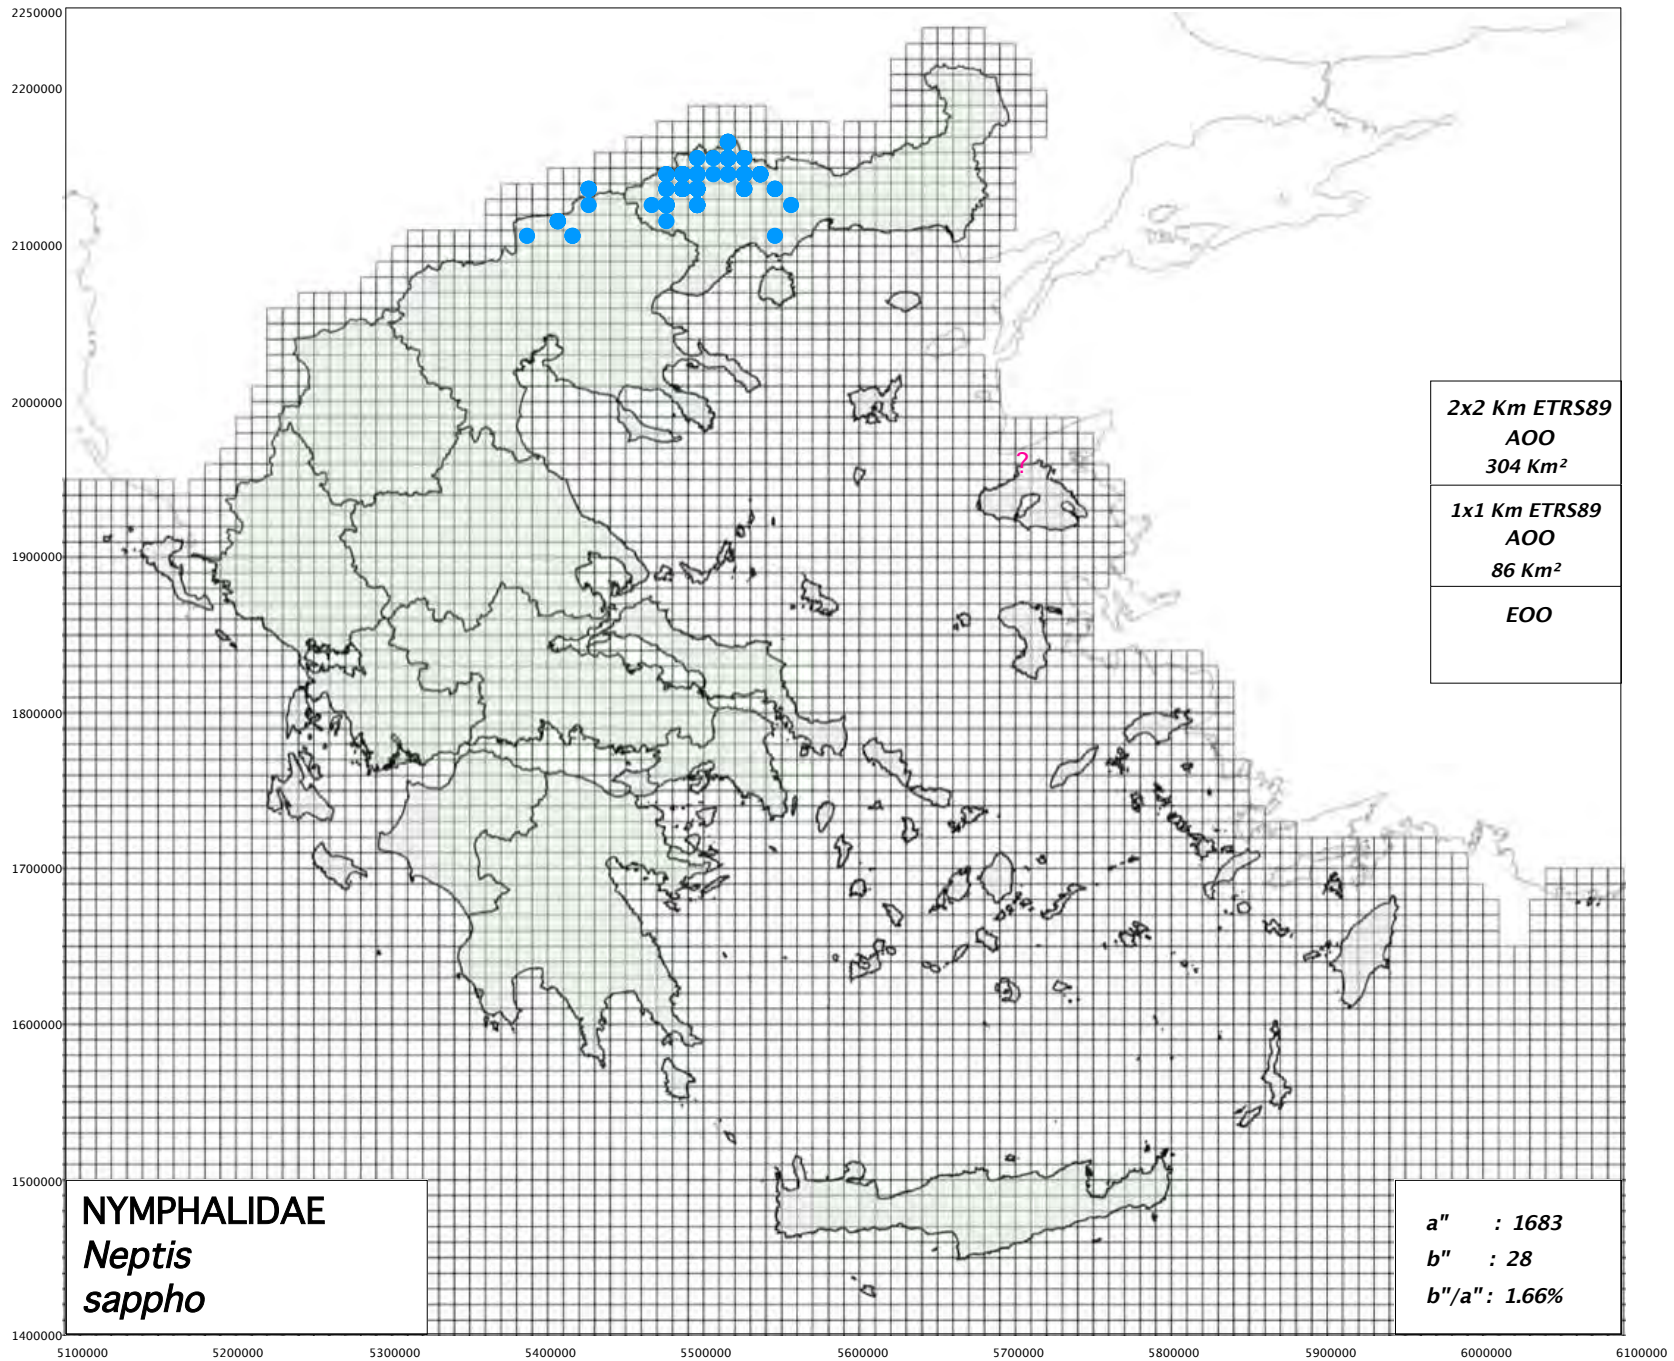 2250000
2200000
2100000
2000000
1900000
1800000
1700000
1600000
1500000
1400000
?
2x2 Km ETRS89
AOO
304 Km²
1x1 Km ETRS89
AOO
86 Km²
EOO
NYMPHALIDAE
Neptis
sappho
a" : 1683
b" : 28
b"/a" : 1.66%
5100000 5200000 5300000 5400000 5500000 5600000 5700000 5800000 5900000 6000000 6100000